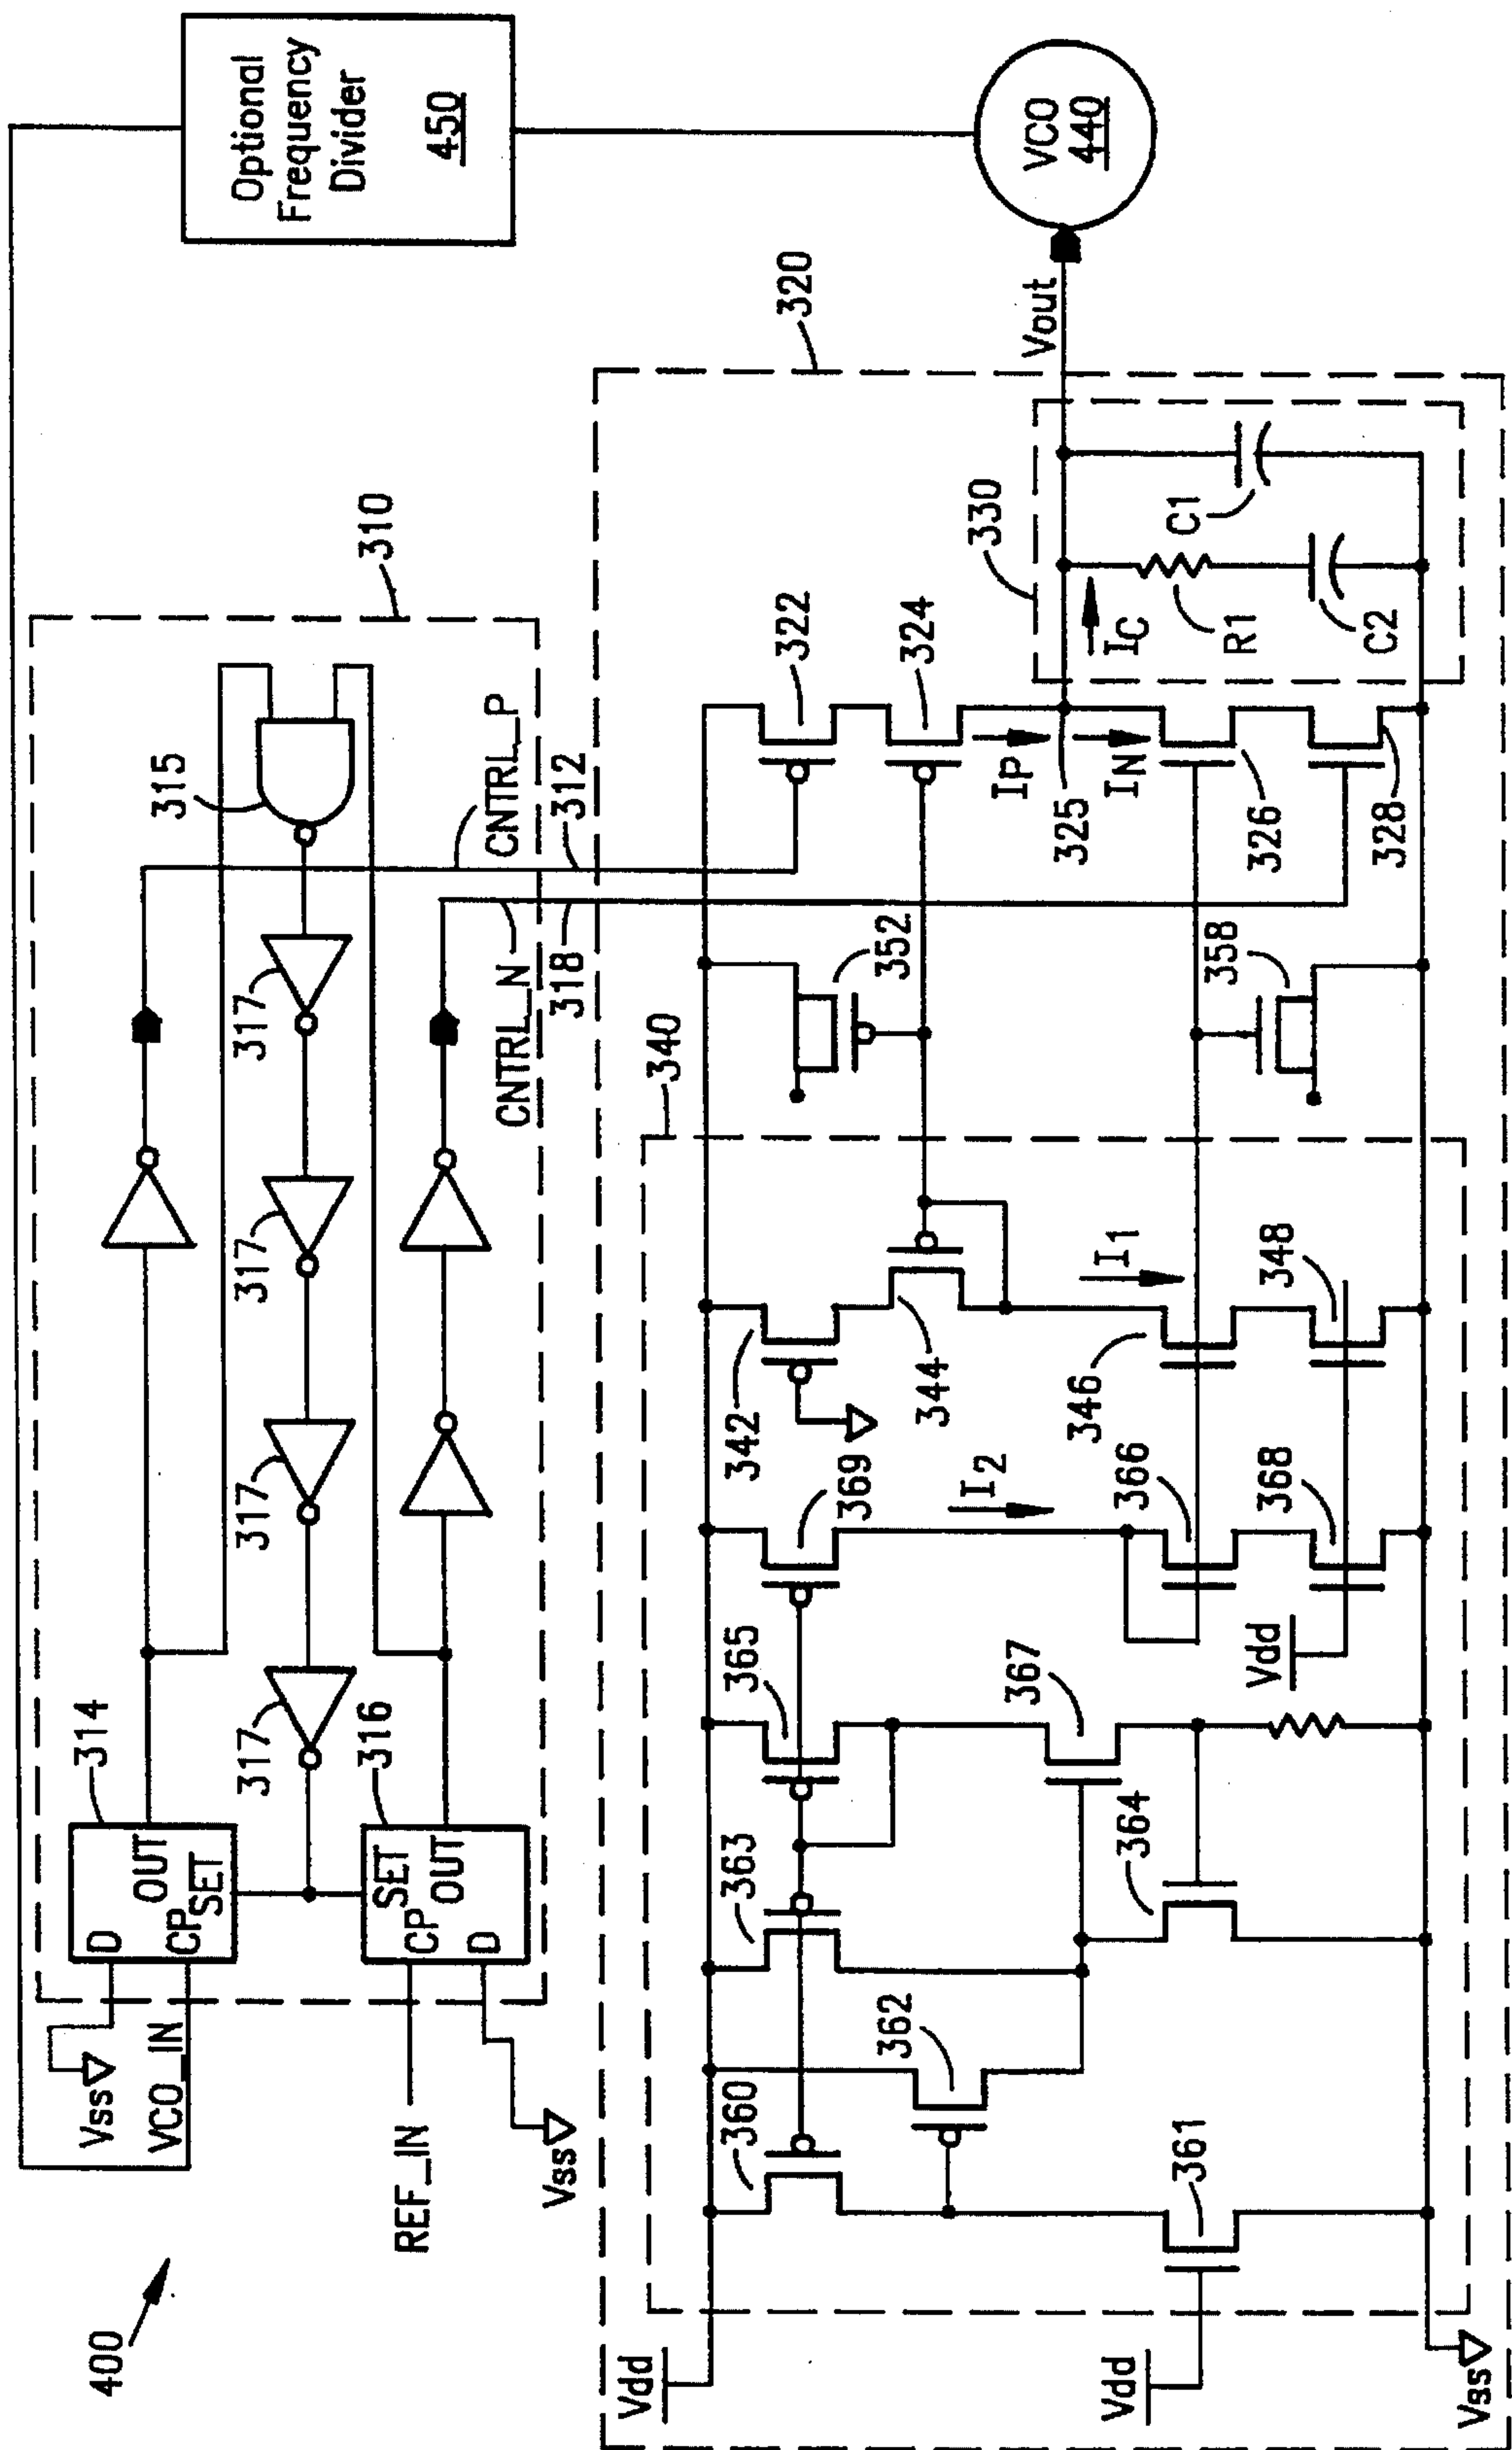 400
Optional
Frequency
Divider
450
VCO
440
310
314
D
OUT
CP
SET
Vss
VCO_IN
317
317
317
317
315
316
SET
CP
OUT
D
REF_IN
Vss
CNTRL_P
312
CNTRL_N
318
320
Vout
330
IC
R1
C1
C2
322
324
IP
325
IN
326
328
352
358
340
342
344
I1
346
348
369
I2
366
368
Vdd
365
367
363
364
362
360
361
Vdd
Vdd
Vss